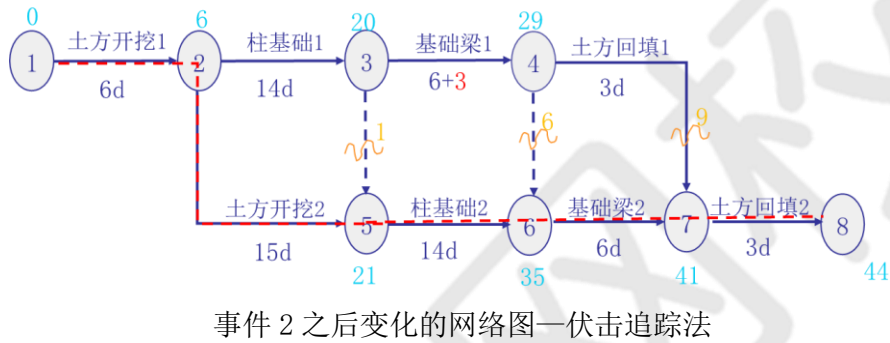 0 6 20 29
土方开挖1 柱基础1 基础梁1 土方回填1
1 2 3 4
6d 14d 6+3 3d
1 6 9
土方开挖2 柱基础2 基础梁2 土方回填2
5 6 7 8
15d 14d 6d 3d
21 35 41 44
事件 2 之后变化的网络图—伏击追踪法